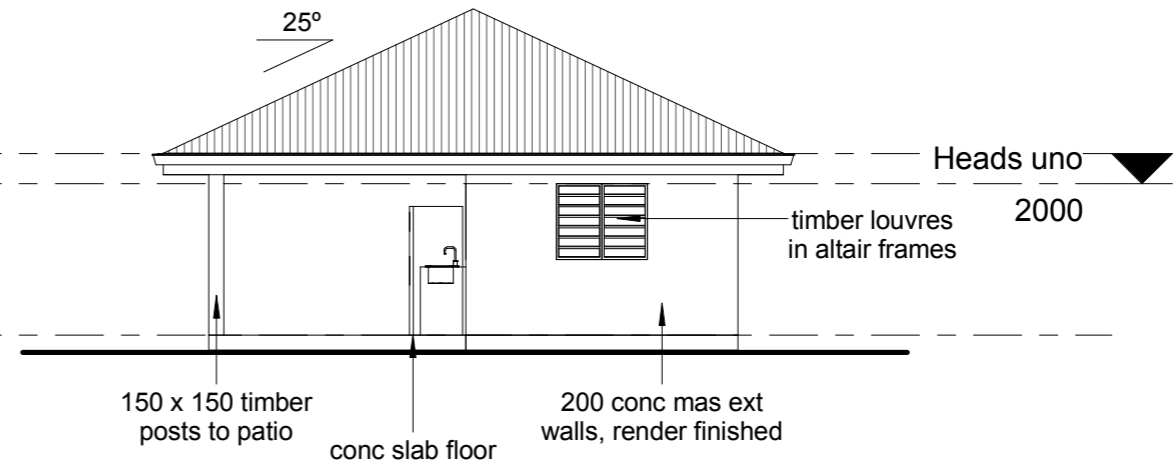 25º
Heads uno
2000
timber louvres
in altair frames
150 x 150 timber
posts to patio
conc slab floor
200 conc mas ext
walls, render finished